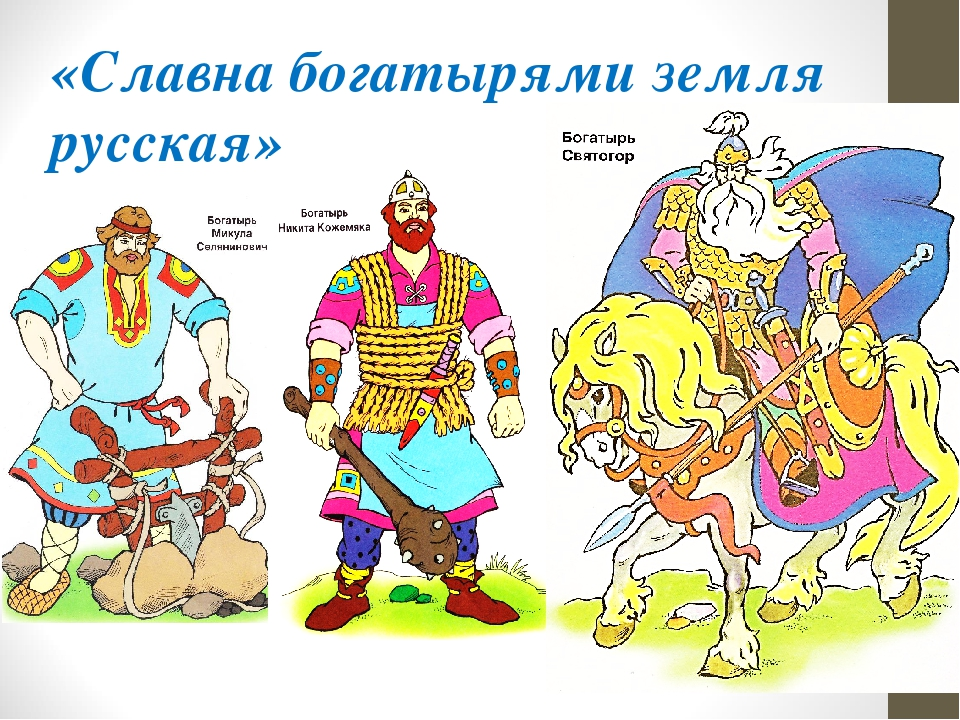 «Славна богатырями земля
русская»
Богатырь
Микула
Селянинович
Богатырь
Никита Кожемяка
Богатырь
Святогор